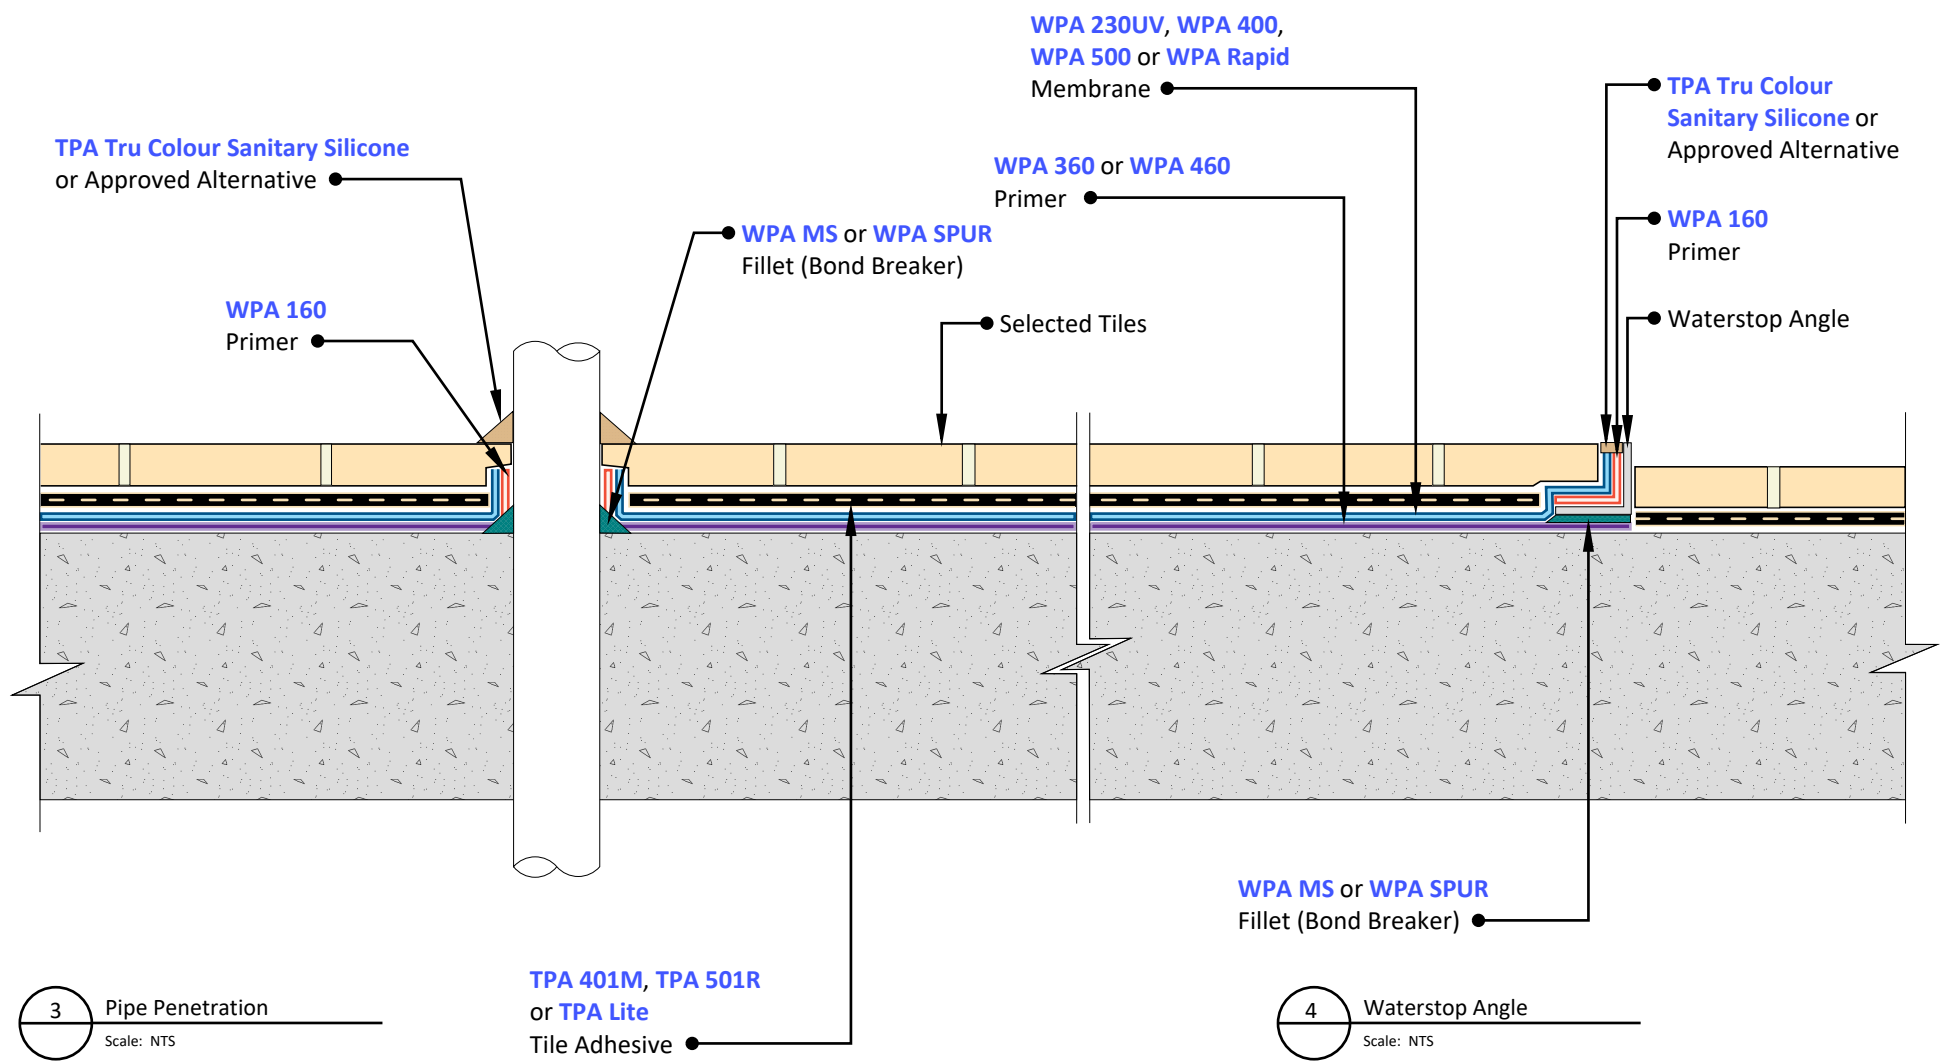 WPA 230UV, WPA 400,
WPA 500 or WPA Rapid
Membrane
TPA Tru Colour
Sanitary Silicone or
Approved Alternative
TPA Tru Colour Sanitary Silicone
or Approved Alternative
WPA 360 or WPA 460
Primer
WPA MS or WPA SPUR
Fillet (Bond Breaker)
WPA 160
Primer
WPA 160
Primer
Selected Tiles
Waterstop Angle
WPA MS or WPA SPUR
Fillet (Bond Breaker)
TPA 401M, TPA 501R
or TPA Lite
Tile Adhesive
3
Pipe Penetration
Scale: NTS
4
Waterstop Angle
Scale: NTS